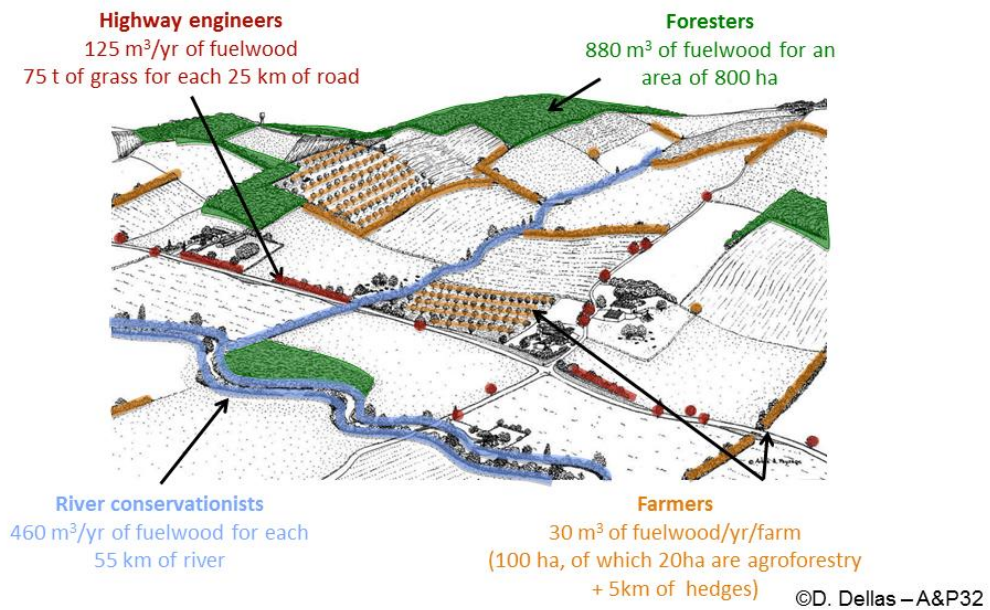 Highway engineers
125 m³/yr of fuelwood
75 t of grass for each 25 km of road
Foresters
880 m³ of fuelwood for an
area of 800 ha
River conservationists
460 m³/yr of fuelwood for each
55 km of river
Farmers
30 m³ of fuelwood/yr/farm
(100 ha, of which 20ha are agroforestry
+ 5km of hedges)
©D. Dellas – A&P32